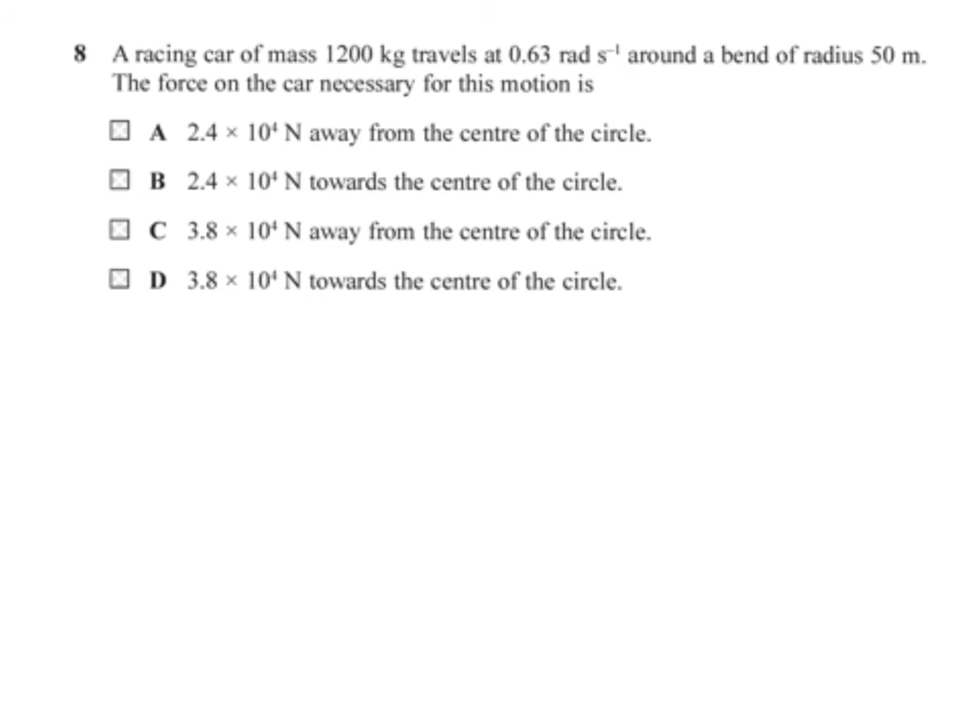 8 A racing car of mass 1200 kg travels at 0.63 rad s⁻¹ around a bend of radius 50 m.
The force on the car necessary for this motion is
A 2.4 × 10⁴ N away from the centre of the circle.
B 2.4 × 10⁴ N towards the centre of the circle.
C 3.8 × 10⁴ N away from the centre of the circle.
D 3.8 × 10⁴ N towards the centre of the circle.